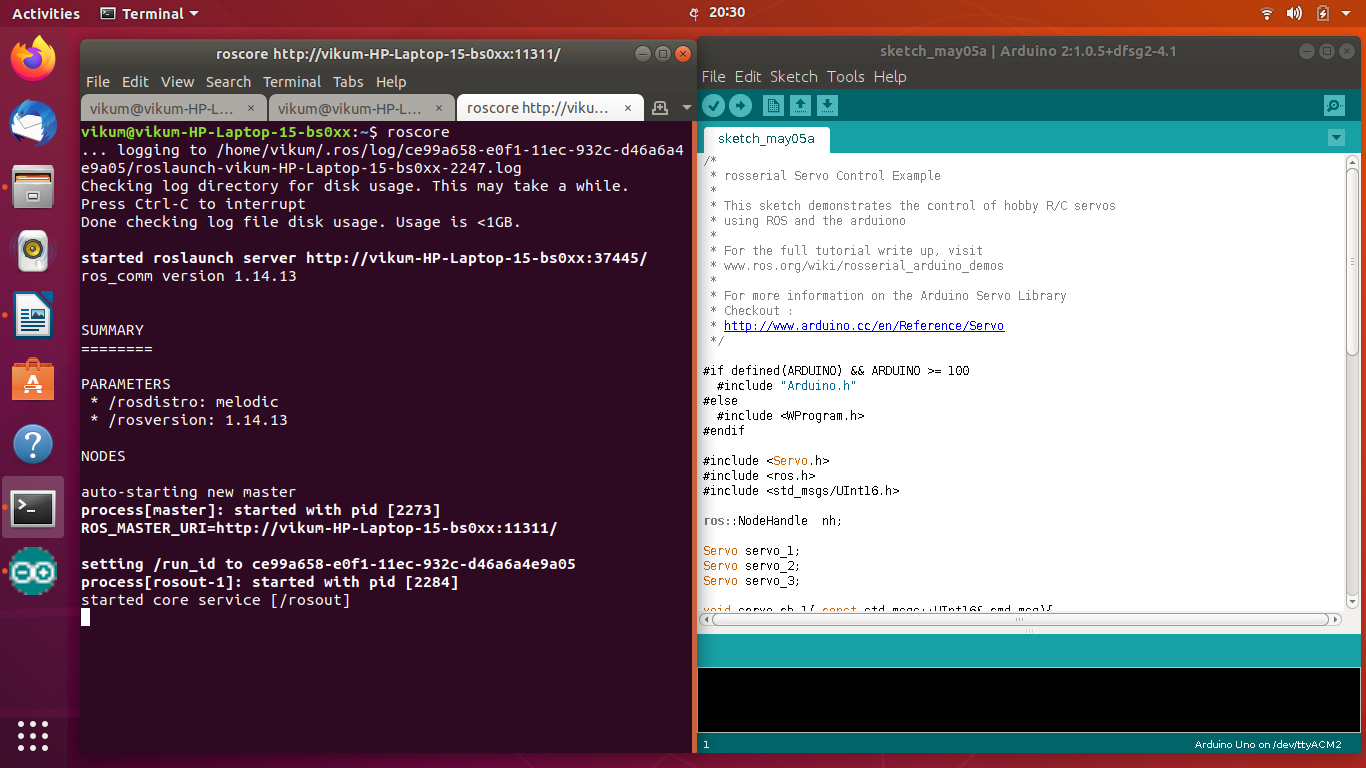 Activities
Terminal
20:30
roscore http://vikum-HP-Laptop-15-bs0xx:11311/
File Edit View Search Terminal Tabs Help
vikum@vikum-HP-L... ×
vikum@vikum-HP-L... ×
roscore http://viku... ×
vikum@vikum-HP-Laptop-15-bs0xx:~$ roscore
... logging to /home/vikum/.ros/log/ce99a658-e0f1-11ec-932c-d46a6a4
e9a05/roslaunch-vikum-HP-Laptop-15-bs0xx-2247.log
Checking log directory for disk usage. This may take a while.
Press Ctrl-C to interrupt
Done checking log file disk usage. Usage is <1GB.
started roslaunch server http://vikum-HP-Laptop-15-bs0xx:37445/
ros_comm version 1.14.13
SUMMARY
========
PARAMETERS
* /rosdistro: melodic
* /rosversion: 1.14.13
NODES
auto-starting new master
process[master]: started with pid [2273]
ROS_MASTER_URI=http://vikum-HP-Laptop-15-bs0xx:11311/
setting /run_id to ce99a658-e0f1-11ec-932c-d46a6a4e9a05
process[rosout-1]: started with pid [2284]
started core service [/rosout]
sketch_may05a | Arduino 2:1.0.5+dfsg2-4.1
File Edit Sketch Tools Help
sketch_may05a
/*
* rosserial Servo Control Example
*
* This sketch demonstrates the control of hobby R/C servos
* using ROS and the arduiono
*
* For the full tutorial write up, visit
* www.ros.org/wiki/rosserial_arduino_demos
*
* For more information on the Arduino Servo Library
* Checkout :
* http://www.arduino.cc/en/Reference/Servo
*/
#if defined(ARDUINO) && ARDUINO >= 100
#include "Arduino.h"
#else
#include <WProgram.h>
#endif
#include <Servo.h>
#include <ros.h>
#include <std_msgs/UInt16.h>
ros::NodeHandle  nh;
Servo servo_1;
Servo servo_2;
Servo servo_3;
void servo_cb_1( const std_msgs::UInt16& cmd_msg){
1
Arduino Uno on /dev/ttyACM2